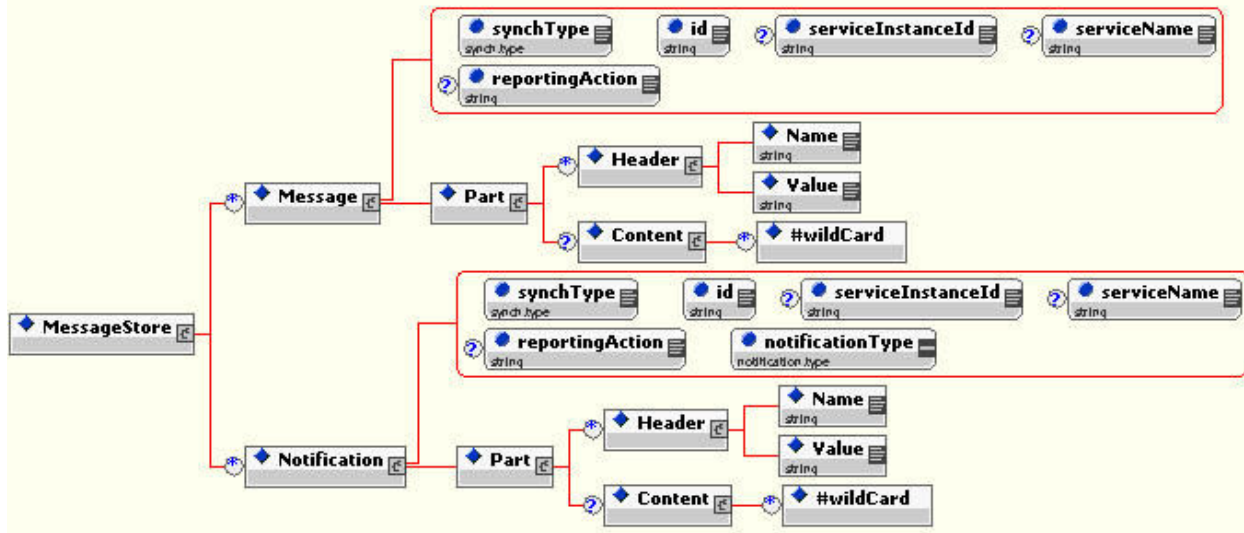 synchType id serviceInstanceId serviceName
synch.type string string string
reportingAction
string
Name
string
Header
Value
string
Message Part
Content #wildCard
synchType id serviceInstanceId serviceName
synch.type string string string
MessageStore
reportingAction notificationType
string notification.type
Name
string
Header
Value
string
Notification Part
Content #wildCard